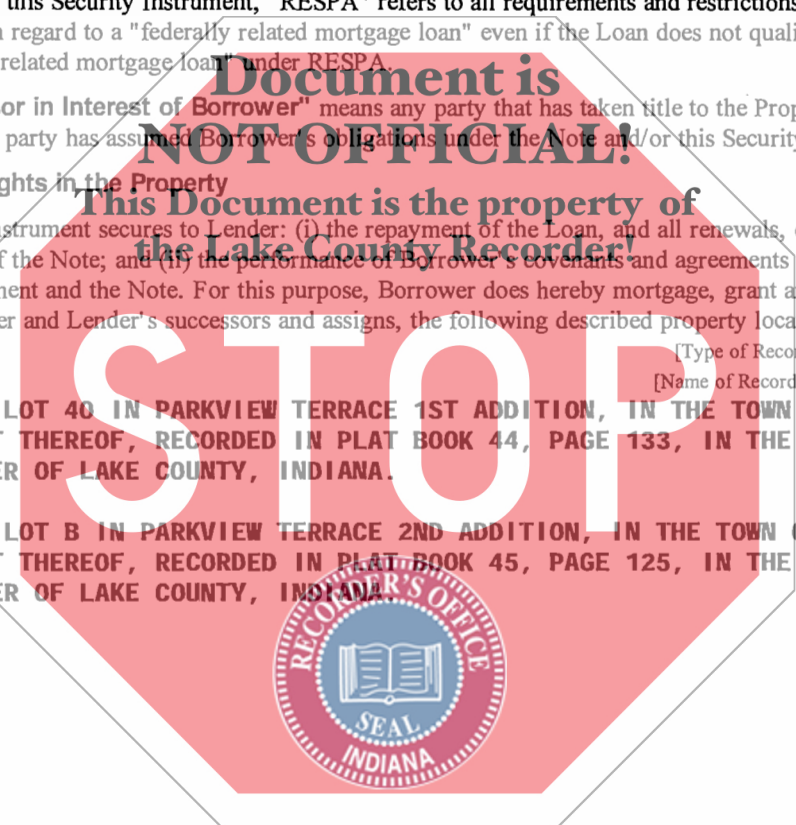 this Security Instrument, "RESPA" refers to all requirements and restrictions
n regard to a "federally related mortgage loan" even if the Loan does not quali
related mortgage loan" under RESPA.
Document is
or in Interest of Borrower" means any party that has taken title to the Prop
party has assumed Borrower's obligations under the Note and/or this Security
NOT OFFICIAL!
ghts in the Property
This Document is the property of
strument secures to Lender: (i) the repayment of the Loan, and all renewals,
the Lake County Recorder!
f the Note; and (ii) the performance of Borrower's covenants and agreements
ment and the Note. For this purpose, Borrower does hereby mortgage, grant a
er and Lender's successors and assigns, the following described property loca
[Type of Recor
[Name of Record
STOP
LOT 40 IN PARKVIEW TERRACE 1ST ADDITION, IN THE TOWN
T THEREOF, RECORDED IN PLAT BOOK 44, PAGE 133, IN THE
ER OF LAKE COUNTY, INDIANA.
LOT B IN PARKVIEW TERRACE 2ND ADDITION, IN THE TOWN
T THEREOF, RECORDED IN PLAT BOOK 45, PAGE 125, IN THE
ER OF LAKE COUNTY, INDIANA.
RECORDER'S OFFICE
SEAL
INDIANA